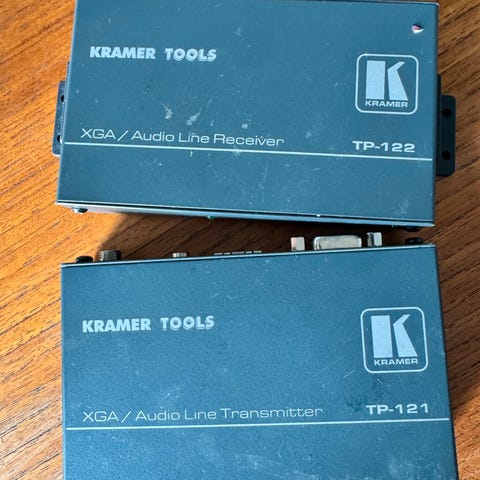 KRAMER TOOLS
K
KRAMER
XGA / Audio Line Receiver
TP-122
KRAMER TOOLS
K
KRAMER
XGA / Audio Line Transmitter
TP-121